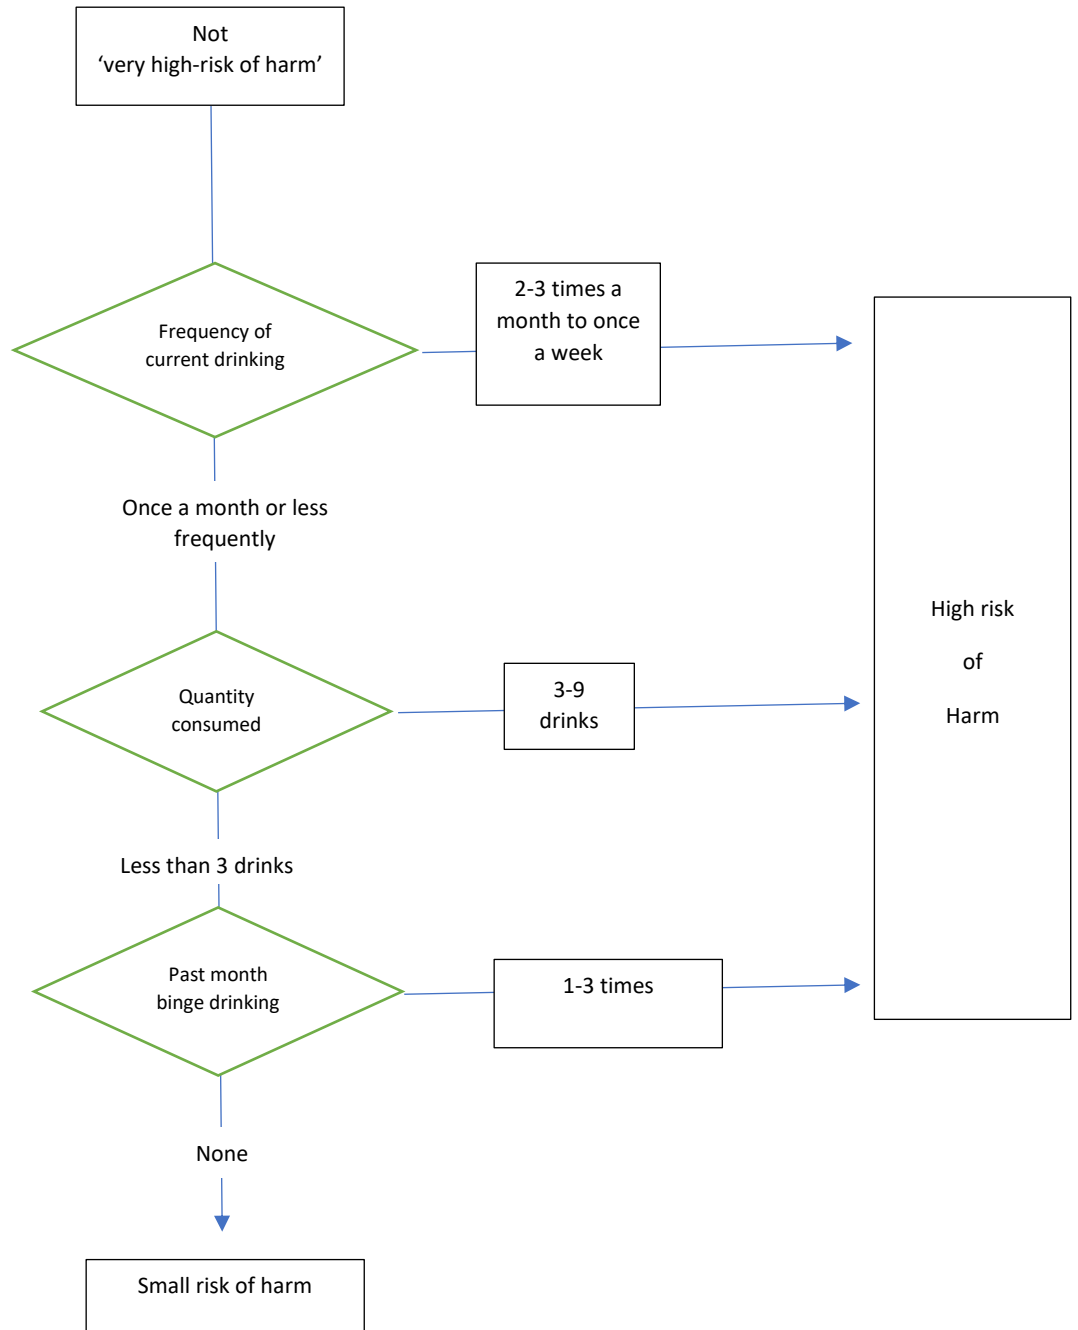 Not
‘very high-risk of harm’
Frequency of
current drinking
2-3 times a
month to once
a week
Once a month or less
frequently
Quantity
consumed
3-9
drinks
High risk
of
Harm
Less than 3 drinks
Past month
binge drinking
1-3 times
None
Small risk of harm